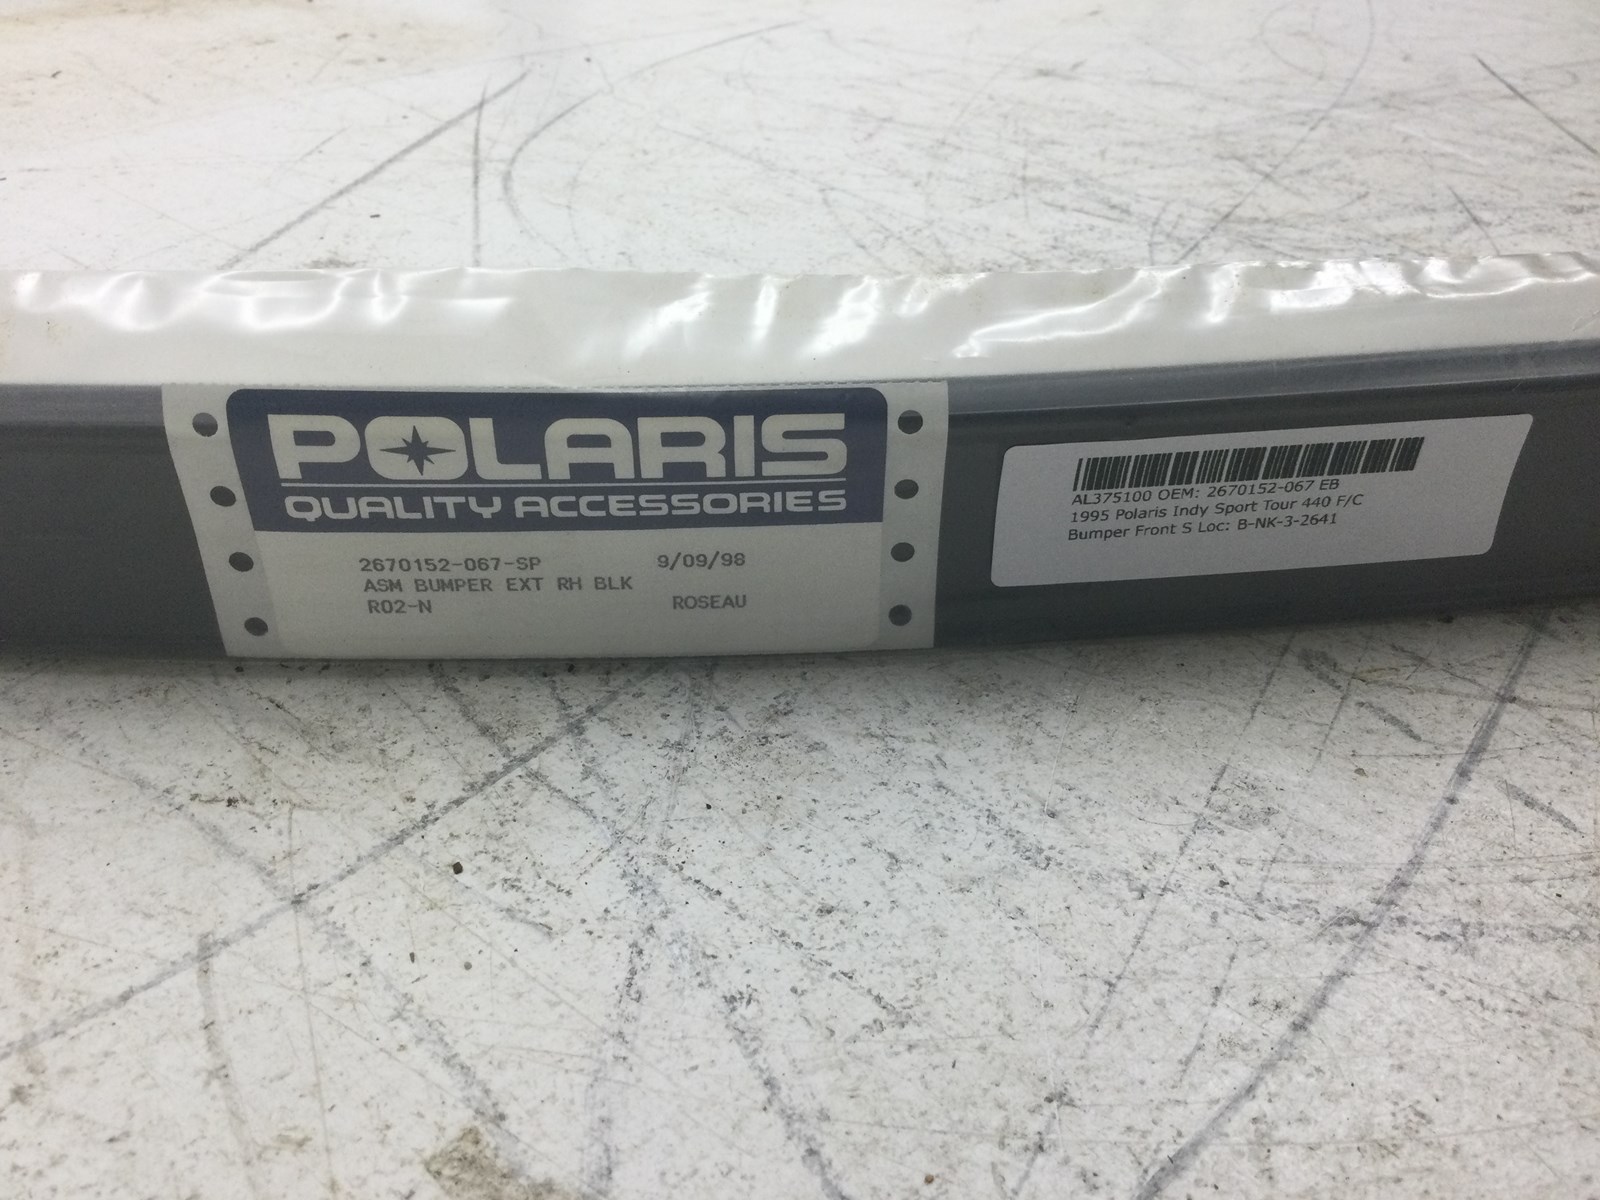 POLARIS
QUALITY ACCESSORIES
2670152-067-SP 9/09/98
ASM BUMPER EXT RH BLK
R02-N ROSEAU
AL375100 OEM: 2670152-067 EB
1995 Polaris Indy Sport Tour 440 F/C
Bumper Front S Loc: B-NK-3-2641